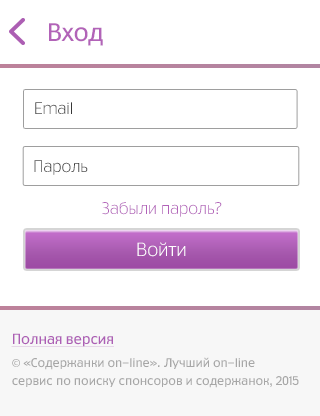 Вход
Email
Пароль
Забыли пароль?
Войти
Полная версия
© «Содержанки on-line». Лучший on-line
сервис по поиску спонсоров и содержанок, 2015